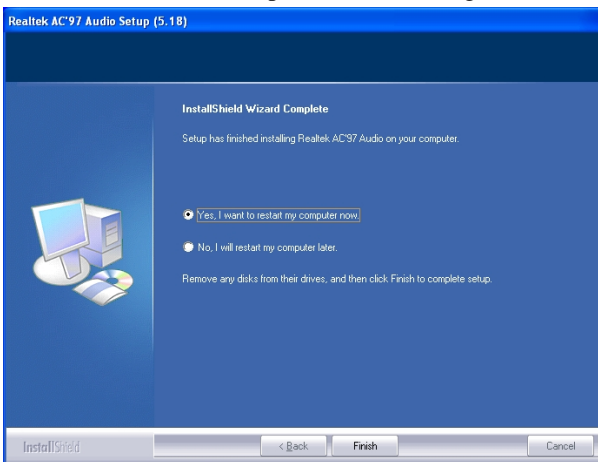 Realtek AC'97 Audio Setup (5.18)
InstallShield Wizard Complete
Setup has finished installing Realtek AC'97 Audio on your computer.
Yes, I want to restart my computer now.
No, I will restart my computer later.
Remove any disks from their drives, and then click Finish to complete setup.
InstallShield
< Back
Finish
Cancel